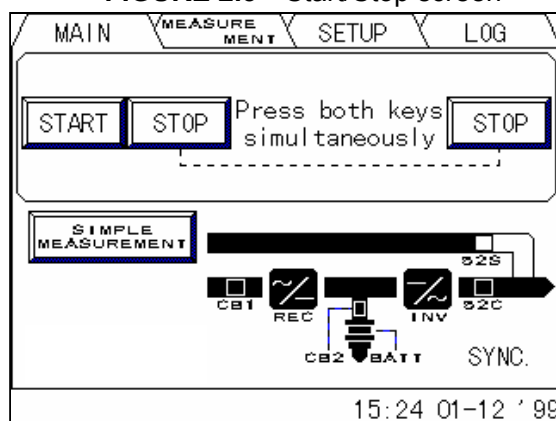 FIGURE 2.3 Start/Stop screen
MAIN
MEASURE
MENT
SETUP
LOG
START
STOP
Press both keys
simultaneously
STOP
SIMPLE
MEASUREMENT
52S
CB1
REC
INV
52C
CB2
BATT
SYNC.
15:24 01-12 '99